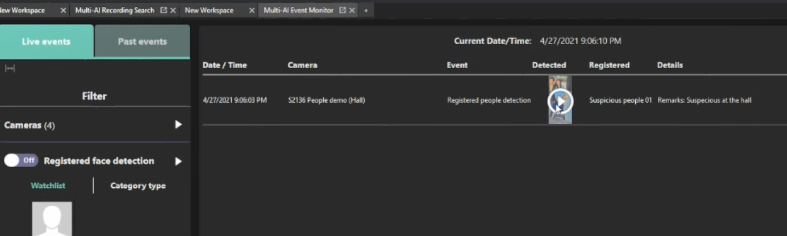 New Workspace Multi-AI Recording Search New Workspace Multi-AI Event Monitor +
Live events Past events
Current Date/Time: 4/27/2021 9:06:10 PM
Date / Time Camera Event Detected Registered Details
Filter
4/27/2021 9:06:03 PM S2136 People demo (Hall) Registered people detection Suspicious people 01 Remarks: Suspecious at the hall
Cameras (4)
Off Registered face detection
Watchlist Category type